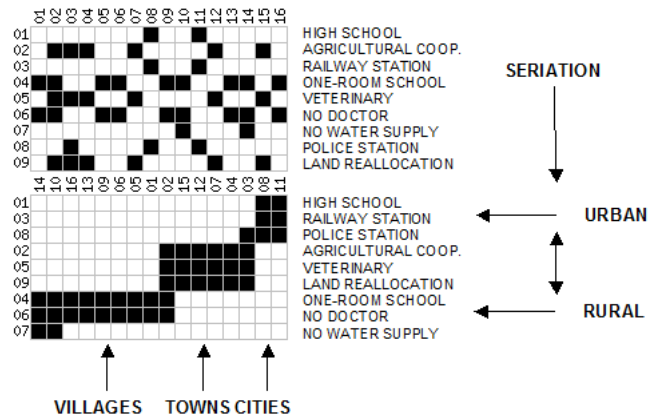 01 02 03 04 05 06 07 08 09 10 11 12 13 14 15 16
01 HIGH SCHOOL
02 AGRICULTURAL COOP.
03 RAILWAY STATION
04 ONE-ROOM SCHOOL
05 VETERINARY
06 NO DOCTOR
07 NO WATER SUPPLY
08 POLICE STATION
09 LAND REALLOCATION
SERIATION
14 10 16 13 09 06 05 01 02 15 12 07 04 03 08 11
01 HIGH SCHOOL
03 RAILWAY STATION
08 POLICE STATION
02 AGRICULTURAL COOP.
05 VETERINARY
09 LAND REALLOCATION
04 ONE-ROOM SCHOOL
06 NO DOCTOR
07 NO WATER SUPPLY
URBAN
RURAL
VILLAGES TOWNS CITIES